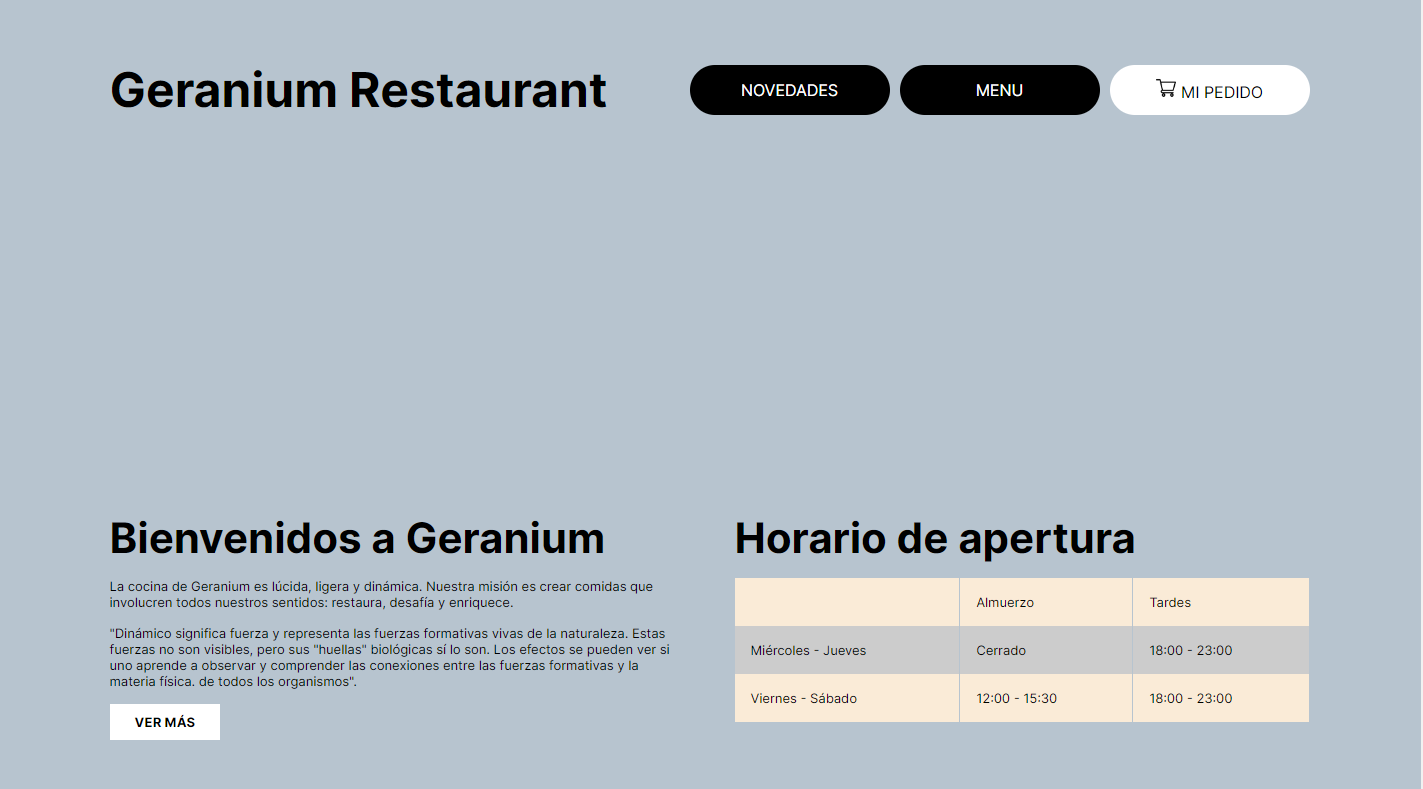 Geranium Restaurant
NOVEDADES
MENU
MI PEDIDO
Bienvenidos a Geranium
La cocina de Geranium es lúcida, ligera y dinámica. Nuestra misión es crear comidas que
involucren todos nuestros sentidos: restaura, desafía y enriquece.
"Dinámico significa fuerza y representa las fuerzas formativas vivas de la naturaleza. Estas
fuerzas no son visibles, pero sus "huellas" biológicas sí lo son. Los efectos se pueden ver si
uno aprende a observar y comprender las conexiones entre las fuerzas formativas y la
materia física. de todos los organismos".
VER MÁS
Horario de apertura
Almuerzo Tardes
Miércoles - Jueves Cerrado 18:00 - 23:00
Viernes - Sábado 12:00 - 15:30 18:00 - 23:00